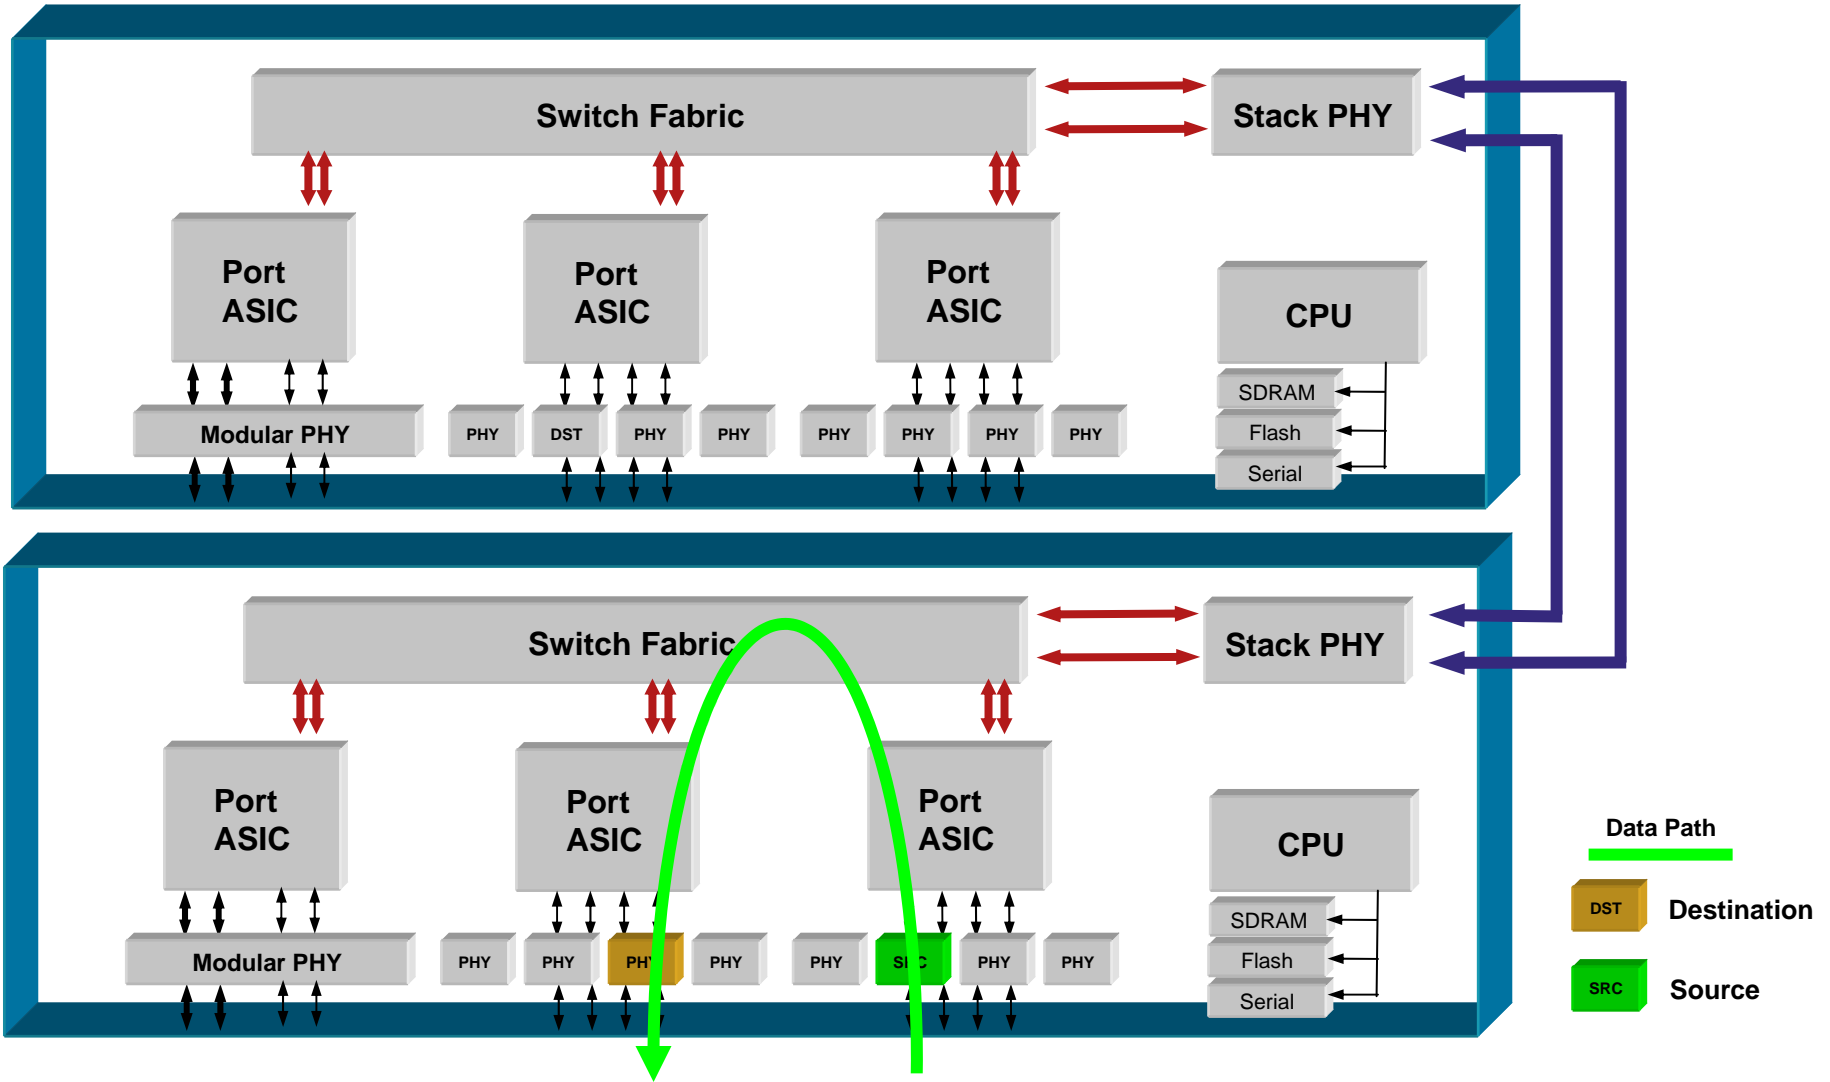 Switch Fabric
Stack PHY
Port
ASIC
Port
ASIC
Port
ASIC
CPU
SDRAM
Flash
Serial
Modular PHY
PHY
DST
PHY
PHY
PHY
PHY
PHY
PHY
Switch Fabric
Stack PHY
Port
ASIC
Port
ASIC
Port
ASIC
CPU
SDRAM
Flash
Serial
Modular PHY
PHY
PHY
PHY
PHY
PHY
SRC
PHY
PHY
Data Path
DST
Destination
SRC
Source